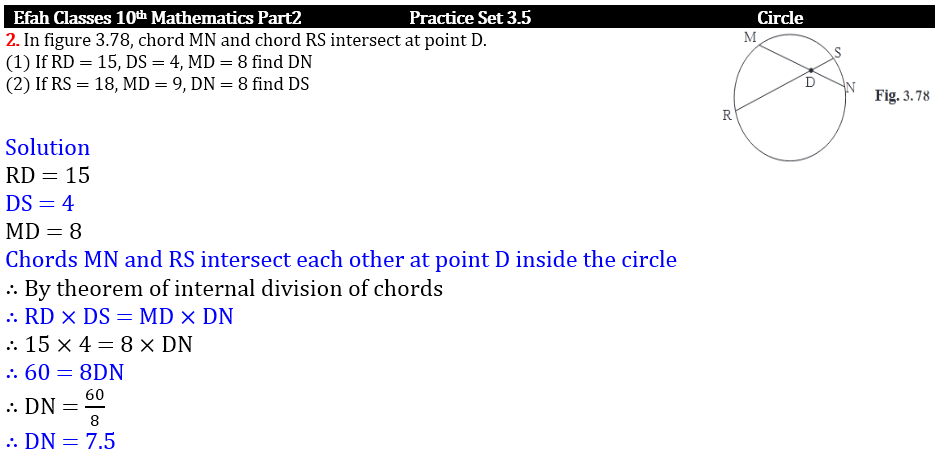 Efah Classes 10th Mathematics Part2 Practice Set 3.5 Circle
2. In figure 3.78, chord MN and chord RS intersect at point D.
(1) If RD = 15, DS = 4, MD = 8 find DN
(2) If RS = 18, MD = 9, DN = 8 find DS
M
S
D
N
R
Fig. 3.78
Solution
RD = 15
DS = 4
MD = 8
Chords MN and RS intersect each other at point D inside the circle
∴ By theorem of internal division of chords
∴ RD × DS = MD × DN
∴ 15 × 4 = 8 × DN
∴ 60 = 8DN
∴ DN = 60/8
∴ DN = 7.5